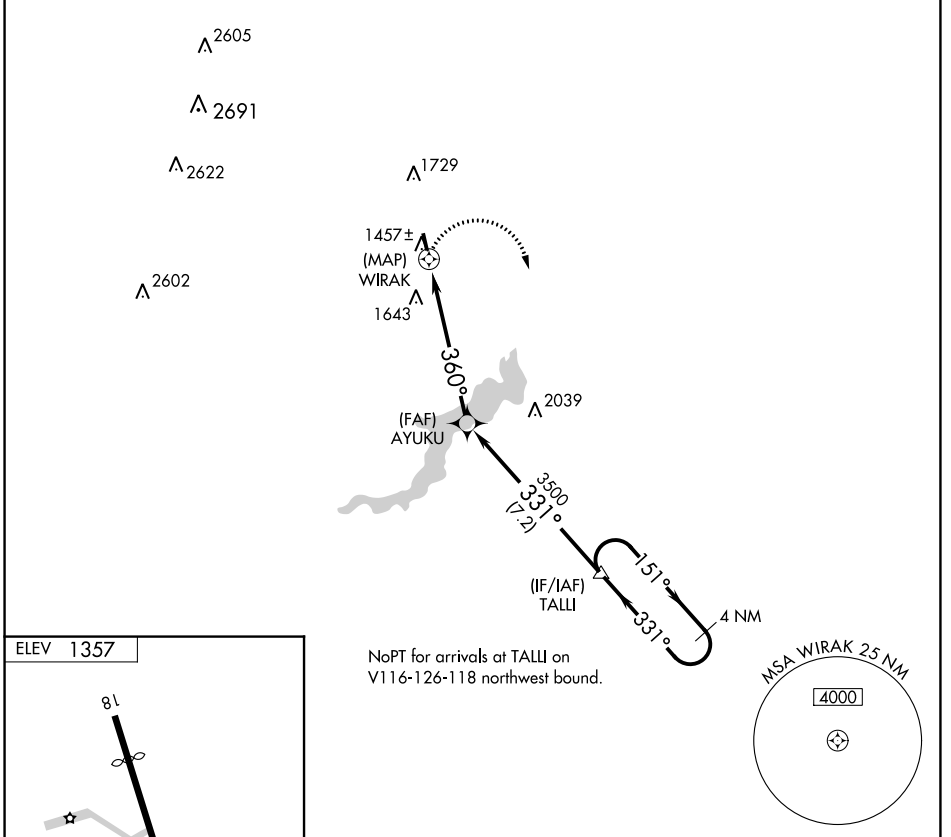 2605
2691
2622
1729
1457±
(MAP)
WIRAK
2602
1643
360°
2039
(FAF)
AYUKU
3500
331°
(7.2)
(IF/IAF)
TALLI
151°
331°
4 NM
NoPT for arrivals at TALLI on
V116-126-118 northwest bound.
MSA WIRAK 25 NM
4000
ELEV 1357
18